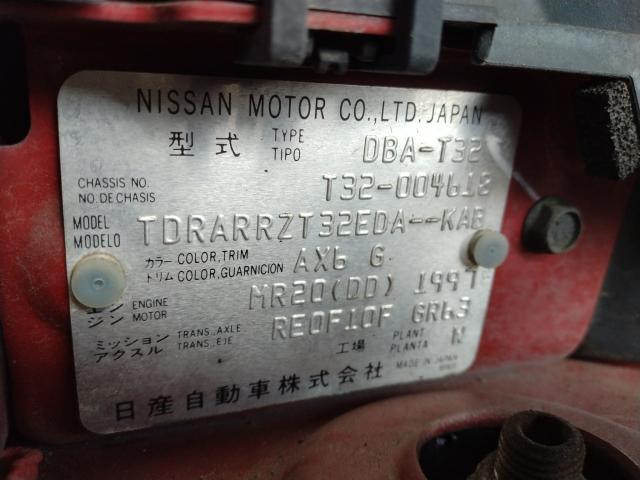 NISSAN MOTOR CO.,LTD. JAPAN
型式 TYPE TIPO DBA-T32
CHASSIS NO. NO. DE CHASIS T32-004618
MODEL MODELO TDRARRZT32EDA--KAB
カラー トリム COLOR, TRIM COLOR, GUARNICION AX6 G
エンジン ENGINE MOTOR MR20(DD) 1997
ミッション アクスル TRANS., AXLE TRANS., EJE RE0F10F GR63
工場 PLANT PLANTA N
日産自動車株式会社 MADE IN JAPAN